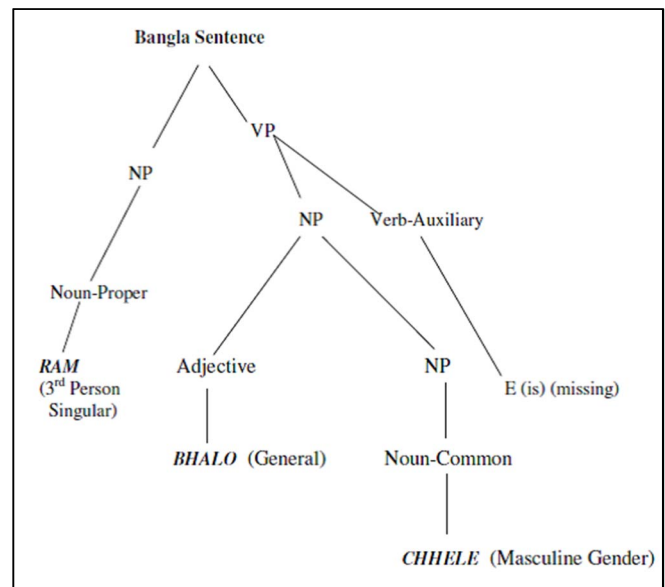 Bangla Sentence
VP
NP
NP
Verb-Auxiliary
Noun-Proper
RAM
(3rd Person
Singular)
Adjective
NP
E (is) (missing)
BHALO (General)
Noun-Common
CHHELE (Masculine Gender)